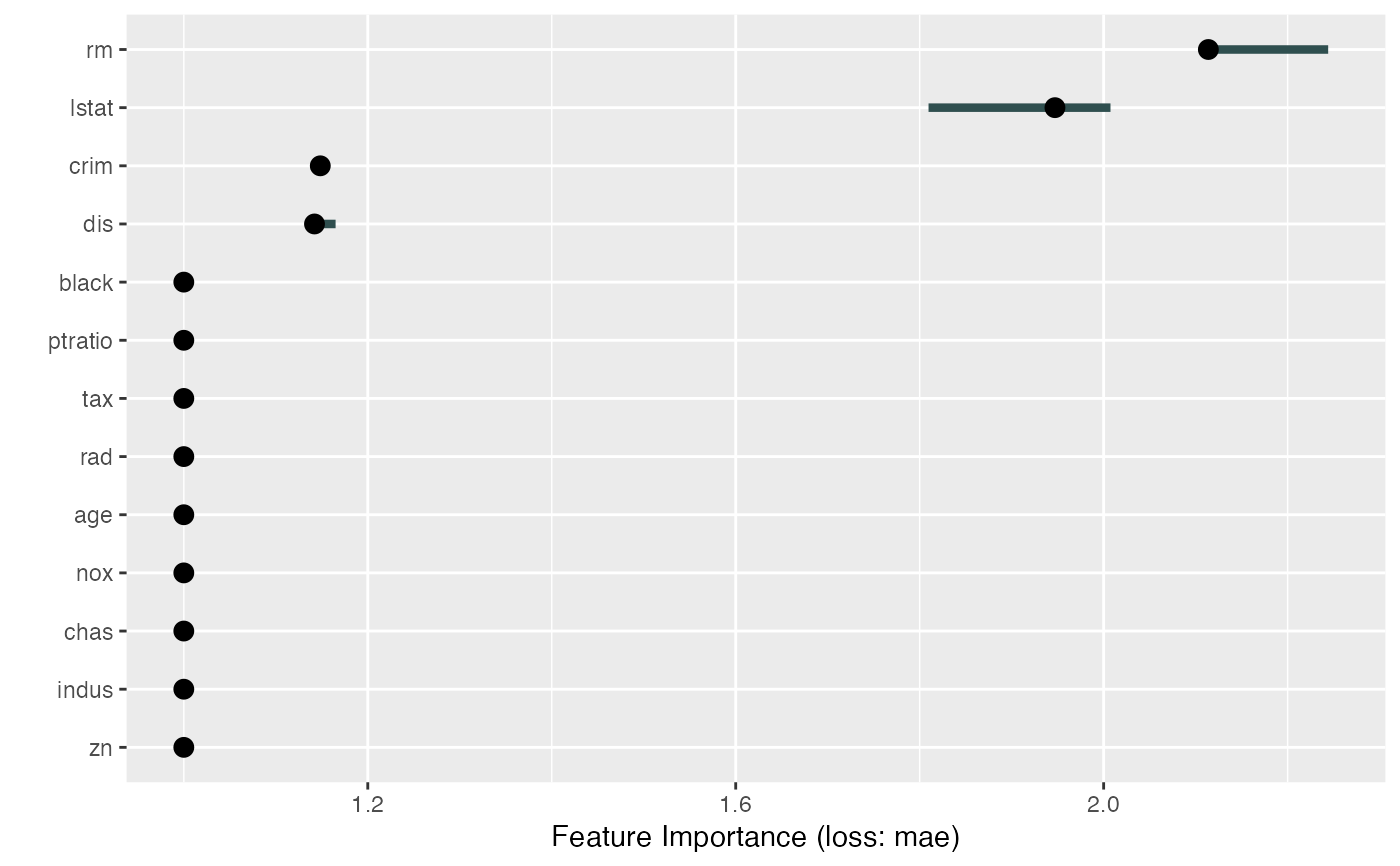 rm
lstat
crim
dis
black
ptratio
tax
rad
age
nox
chas
indus
zn
1.2 1.6 2.0
Feature Importance (loss: mae)